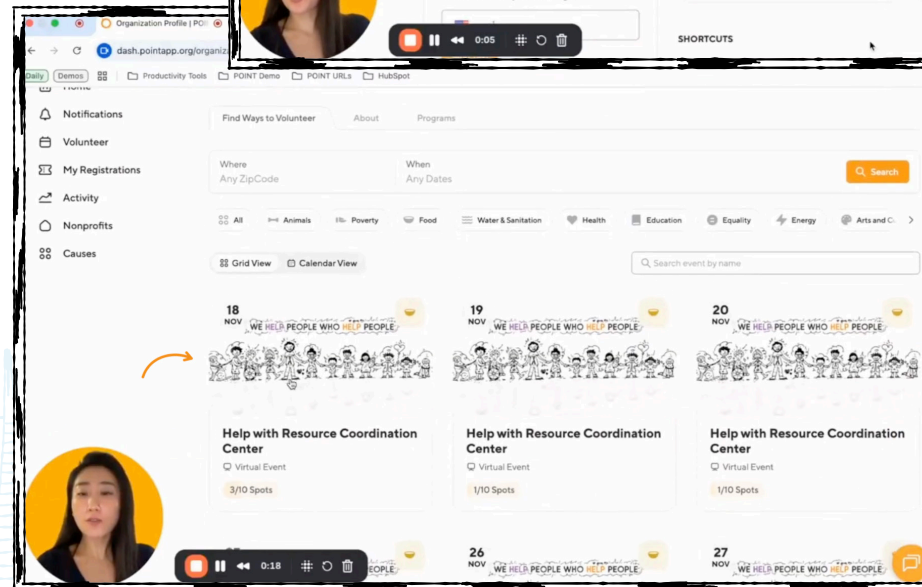 0:05
SHORTCUTS
Organization Profile | POI
dash.pointapp.org/organiz
Daily Demos Productivity Tools POINT Demo POINT URLs HubSpot
Home
Notifications
Volunteer
My Registrations
Activity
Nonprofits
Causes
Find Ways to Volunteer About Programs
Where When
Any ZipCode Any Dates
Search
All Animals Poverty Food Water & Sanitation Health Education Equality Energy Arts and C
Grid View Calendar View
Search event by name
18 19 20
NOV NOV NOV
WE HELP PEOPLE WHO HELP PEOPLE WE HELP PEOPLE WHO HELP PEOPLE WE HELP PEOPLE WHO HELP PEOPLE
Help with Resource Coordination Help with Resource Coordination Help with Resource Coordination
Center Center Center
Virtual Event Virtual Event Virtual Event
3/10 Spots 1/10 Spots 1/10 Spots
26 27
NOV NOV
EOPLE WE HELP PEOPLE WHO HELP PEOPLE WE HELP PEOPLE WHO HELP PEOPLE
0:18